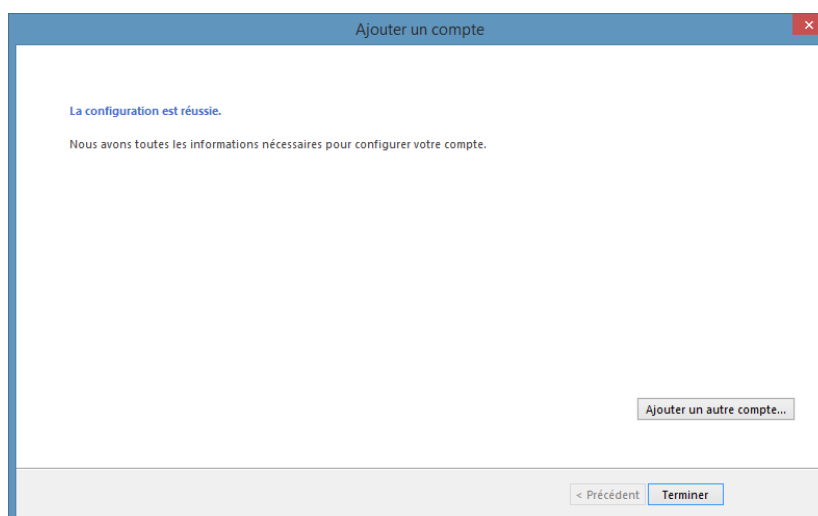 Ajouter un compte
La configuration est réussie.
Nous avons toutes les informations nécessaires pour configurer votre compte.
Ajouter un autre compte...
< Précédent Terminer